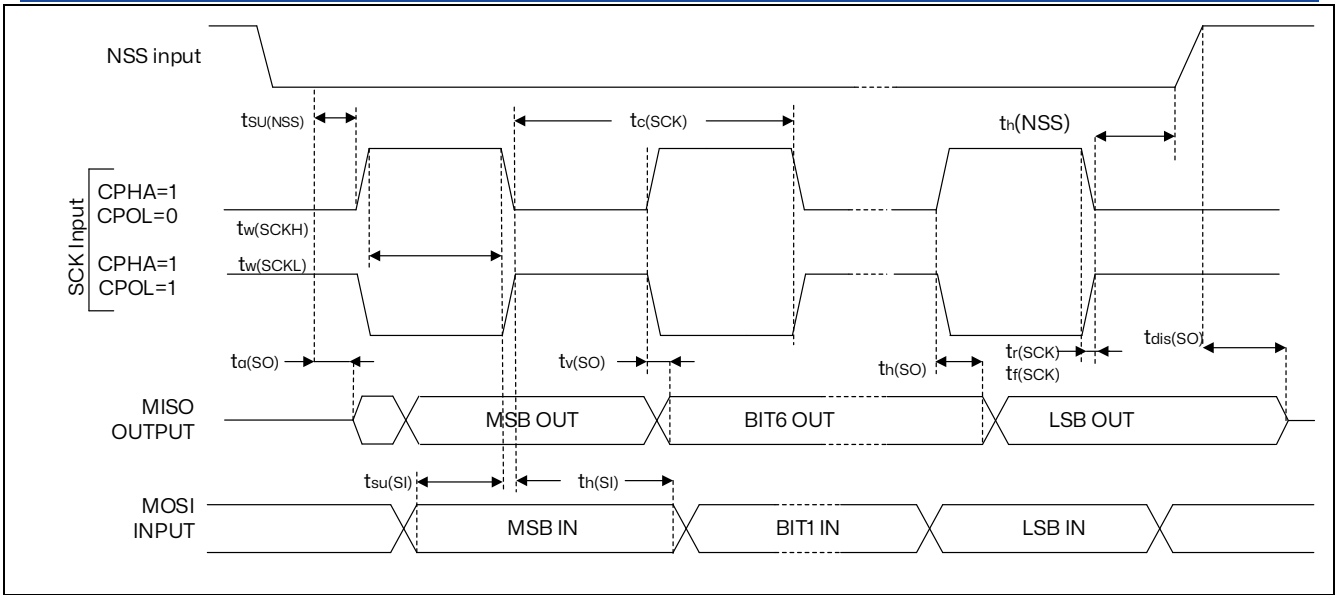 NSS input
tSU(NSS)
tc(SCK)
th(NSS)
SCK Input
CPHA=1
CPOL=0
tw(SCKH)
CPHA=1
CPOL=1
tw(SCKL)
ta(SO)
tv(SO)
th(SO)
tr(SCK)
tf(SCK)
tdis(SO)
MISO
OUTPUT
MSB OUT
BIT6 OUT
LSB OUT
tsu(SI)
th(SI)
MOSI
INPUT
MSB IN
BIT1 IN
LSB IN